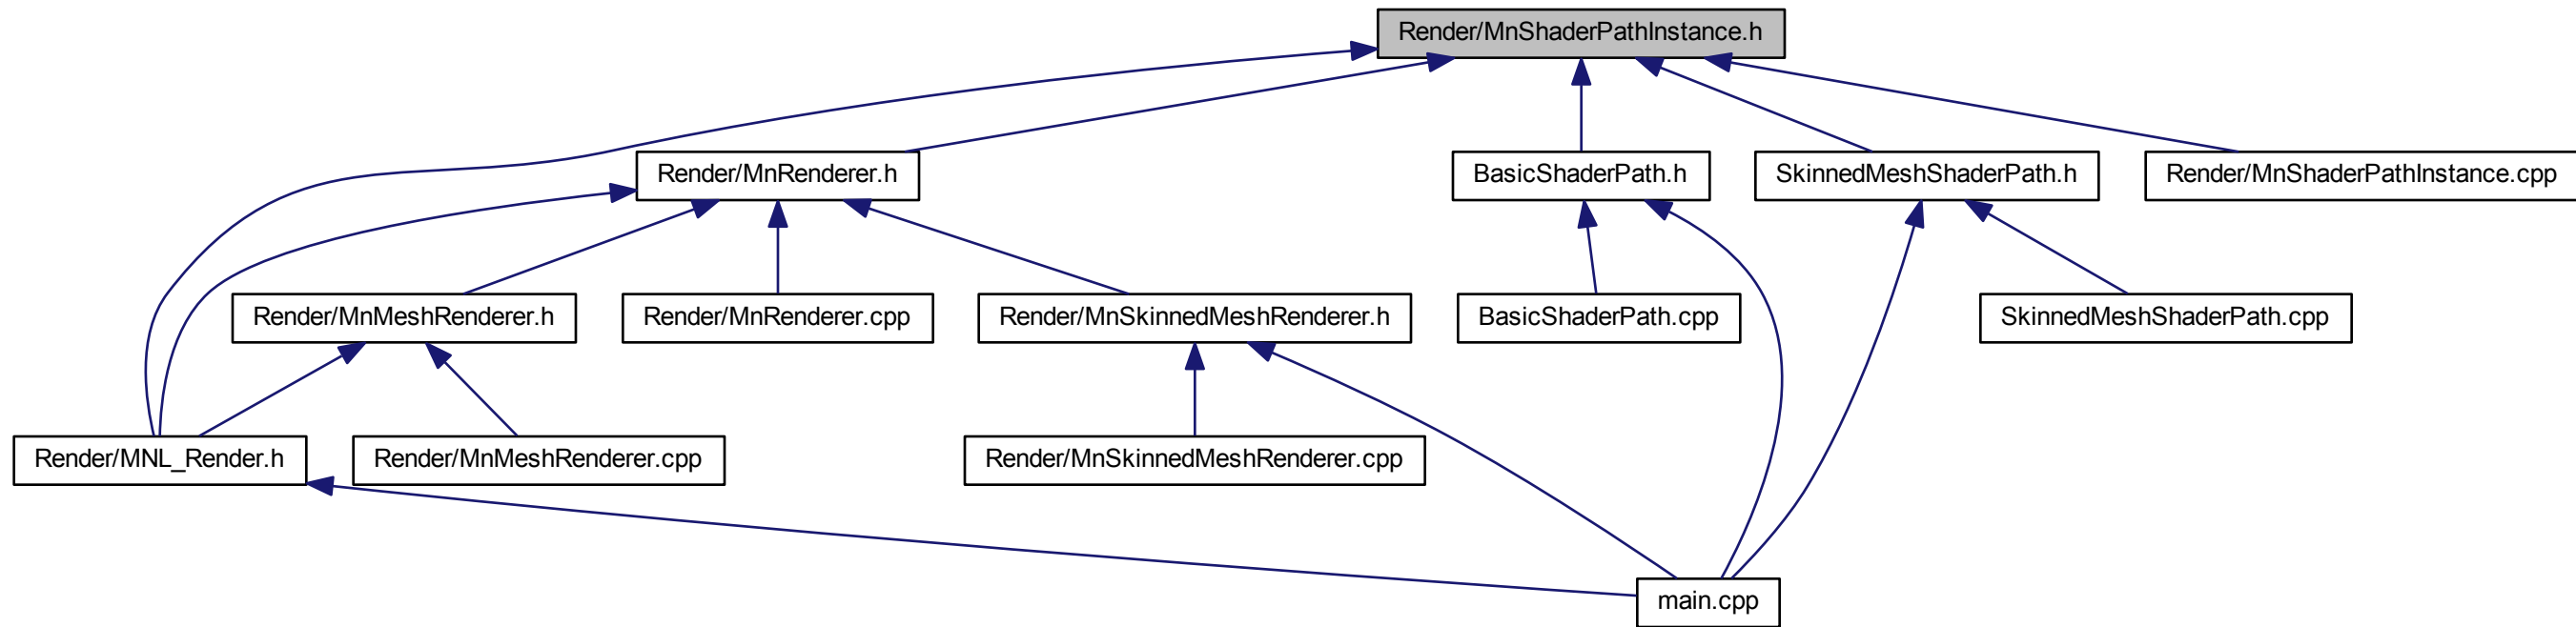 Render/MnShaderPathInstance.h
Render/MnRenderer.h
BasicShaderPath.h
SkinnedMeshShaderPath.h
Render/MnShaderPathInstance.cpp
Render/MnMeshRenderer.h
Render/MnRenderer.cpp
Render/MnSkinnedMeshRenderer.h
BasicShaderPath.cpp
SkinnedMeshShaderPath.cpp
Render/MNL_Render.h
Render/MnMeshRenderer.cpp
Render/MnSkinnedMeshRenderer.cpp
main.cpp